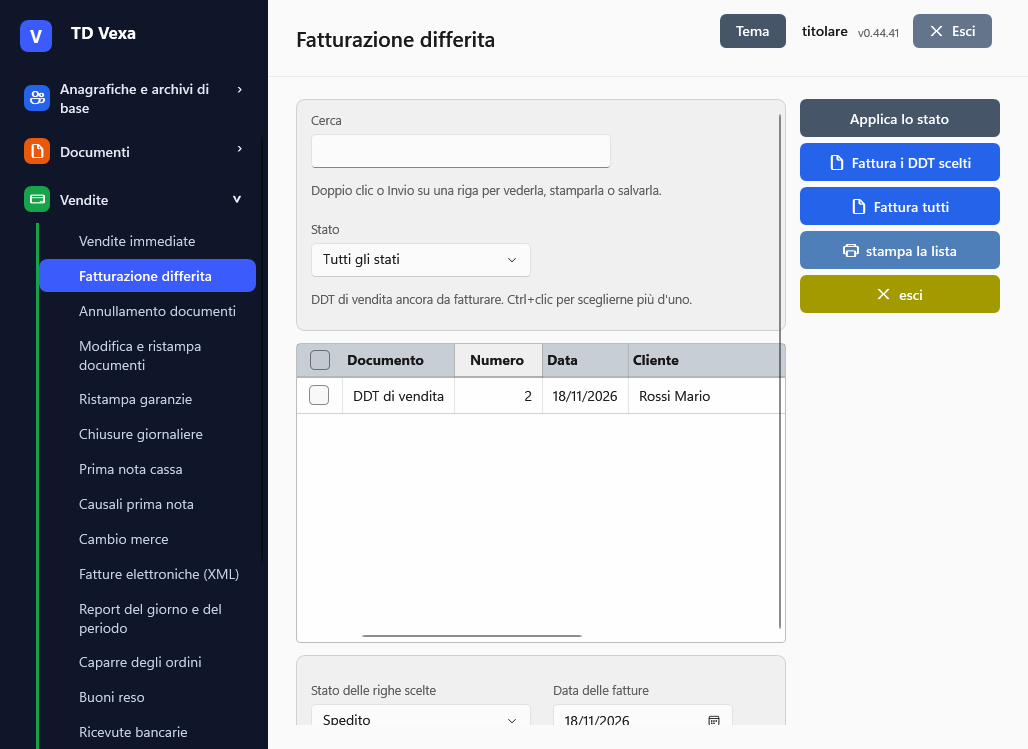 V
TD Vexa
Anagrafiche e archivi di
base
Documenti
Vendite
Vendite immediate
Fatturazione differita
Annullamento documenti
Modifica e ristampa
documenti
Ristampa garanzie
Chiusure giornaliere
Prima nota cassa
Causali prima nota
Cambio merce
Fatture elettroniche (XML)
Report del giorno e del
periodo
Caparre degli ordini
Buoni reso
Ricevute bancarie
Fatturazione differita
Tema
titolare
v0.44.41
Esci
Cerca
Doppio clic o Invio su una riga per vederla, stamparla o salvarla.
Stato
Tutti gli stati
DDT di vendita ancora da fatturare. Ctrl+clic per sceglierne più d'uno.
Documento Numero Data Cliente
DDT di vendita 2 18/11/2026 Rossi Mario
Stato delle righe scelte
Spedito
Data delle fatture
18/11/2026
Applica lo stato
Fattura i DDT scelti
Fattura tutti
stampa la lista
esci